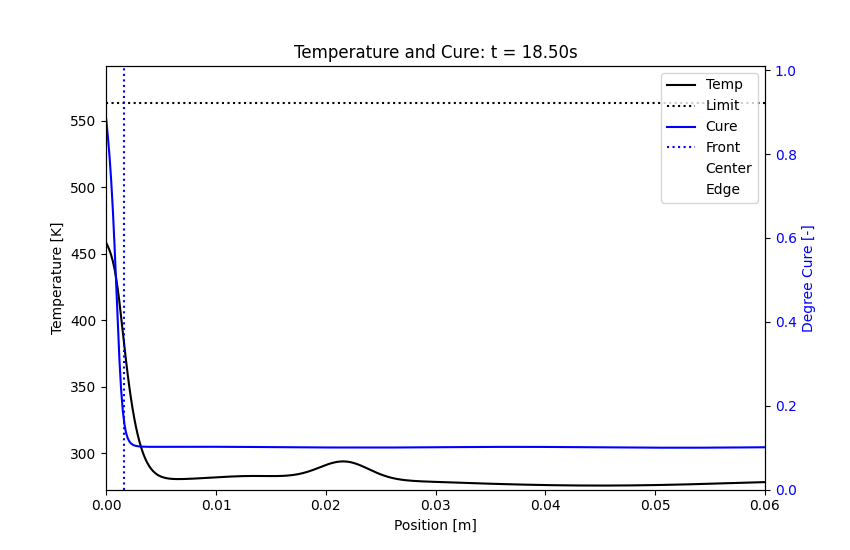 Temperature and Cure: t = 18.50s
Temp
Limit
Cure
Front
Center
Edge
Temperature [K]
550
500
450
400
350
300
Degree Cure [-]
1.0
0.8
0.6
0.4
0.2
0.0
0.00 0.01 0.02 0.03 0.04 0.05 0.06
Position [m]